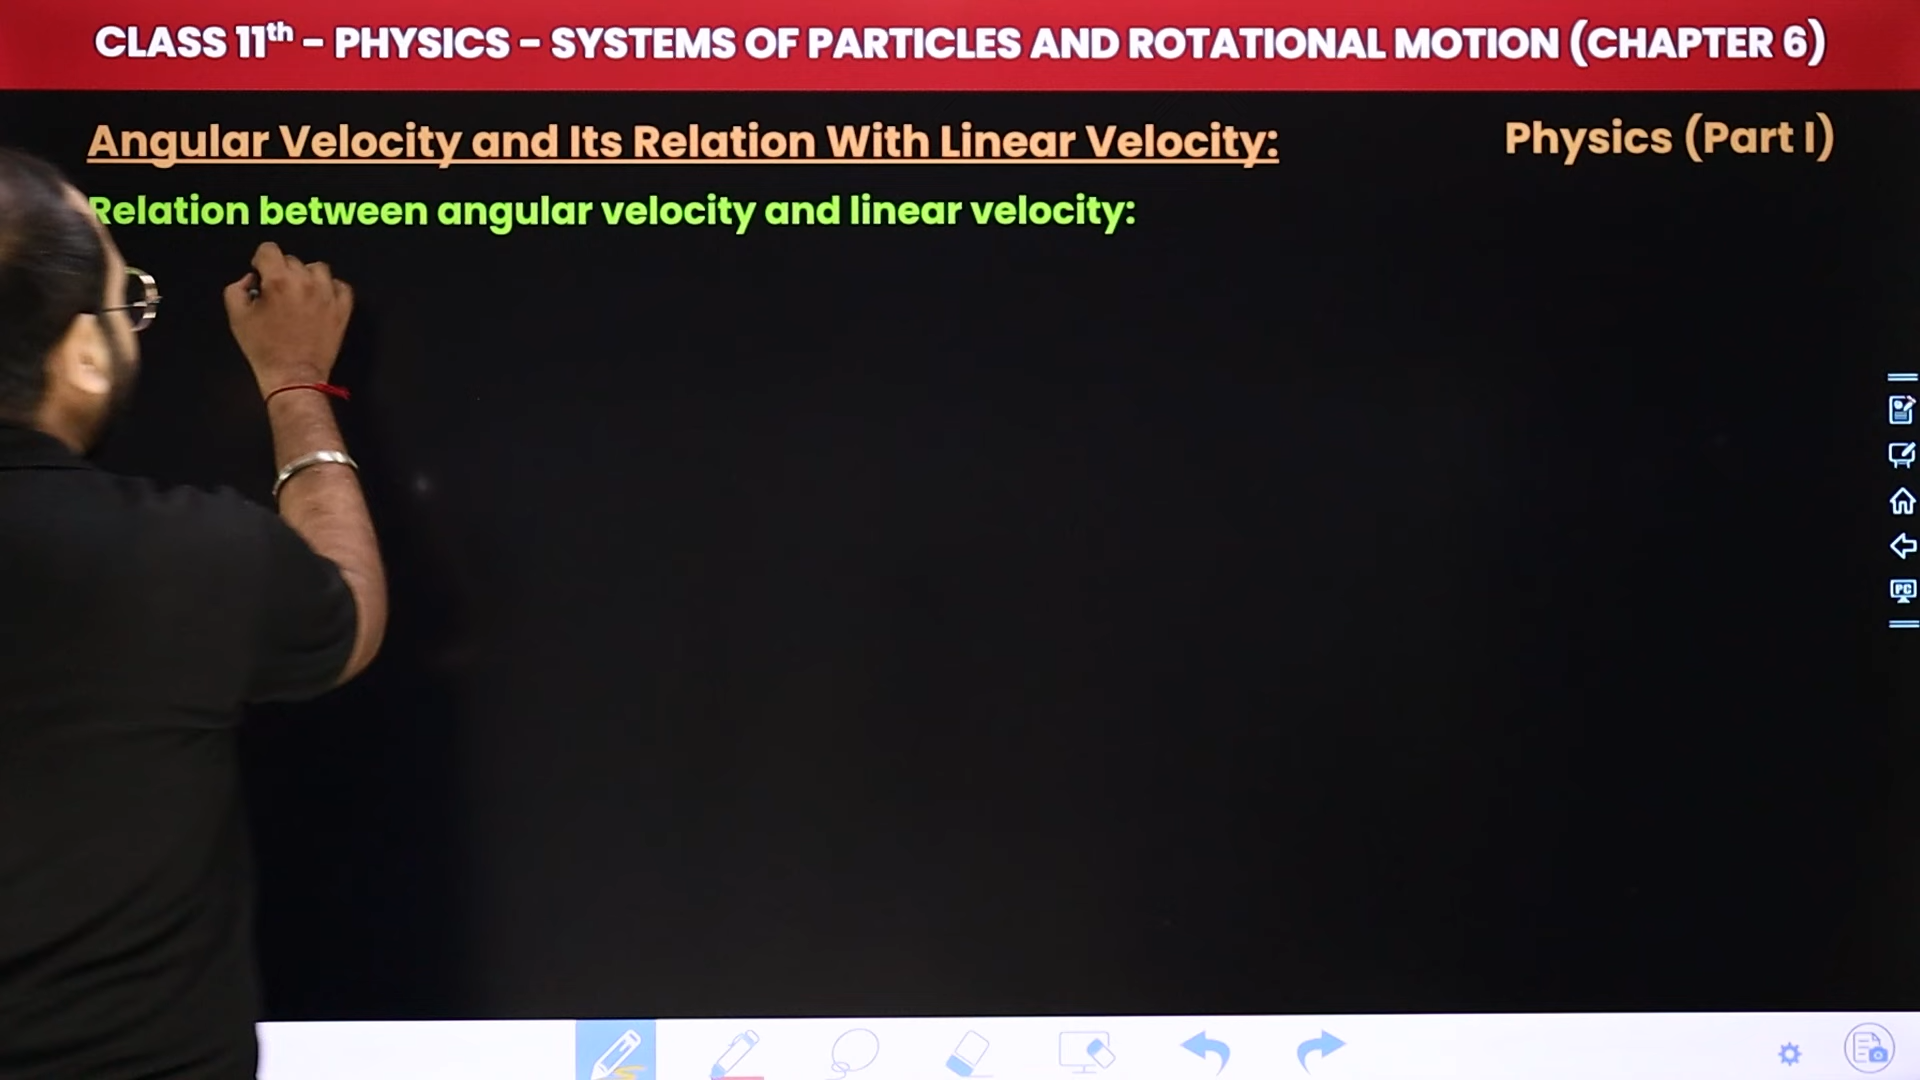 CLASS 11th - PHYSICS - SYSTEMS OF PARTICLES AND ROTATIONAL MOTION (CHAPTER 6)
Angular Velocity and Its Relation With Linear Velocity:
Physics (Part I)
Relation between angular velocity and linear velocity:
PC